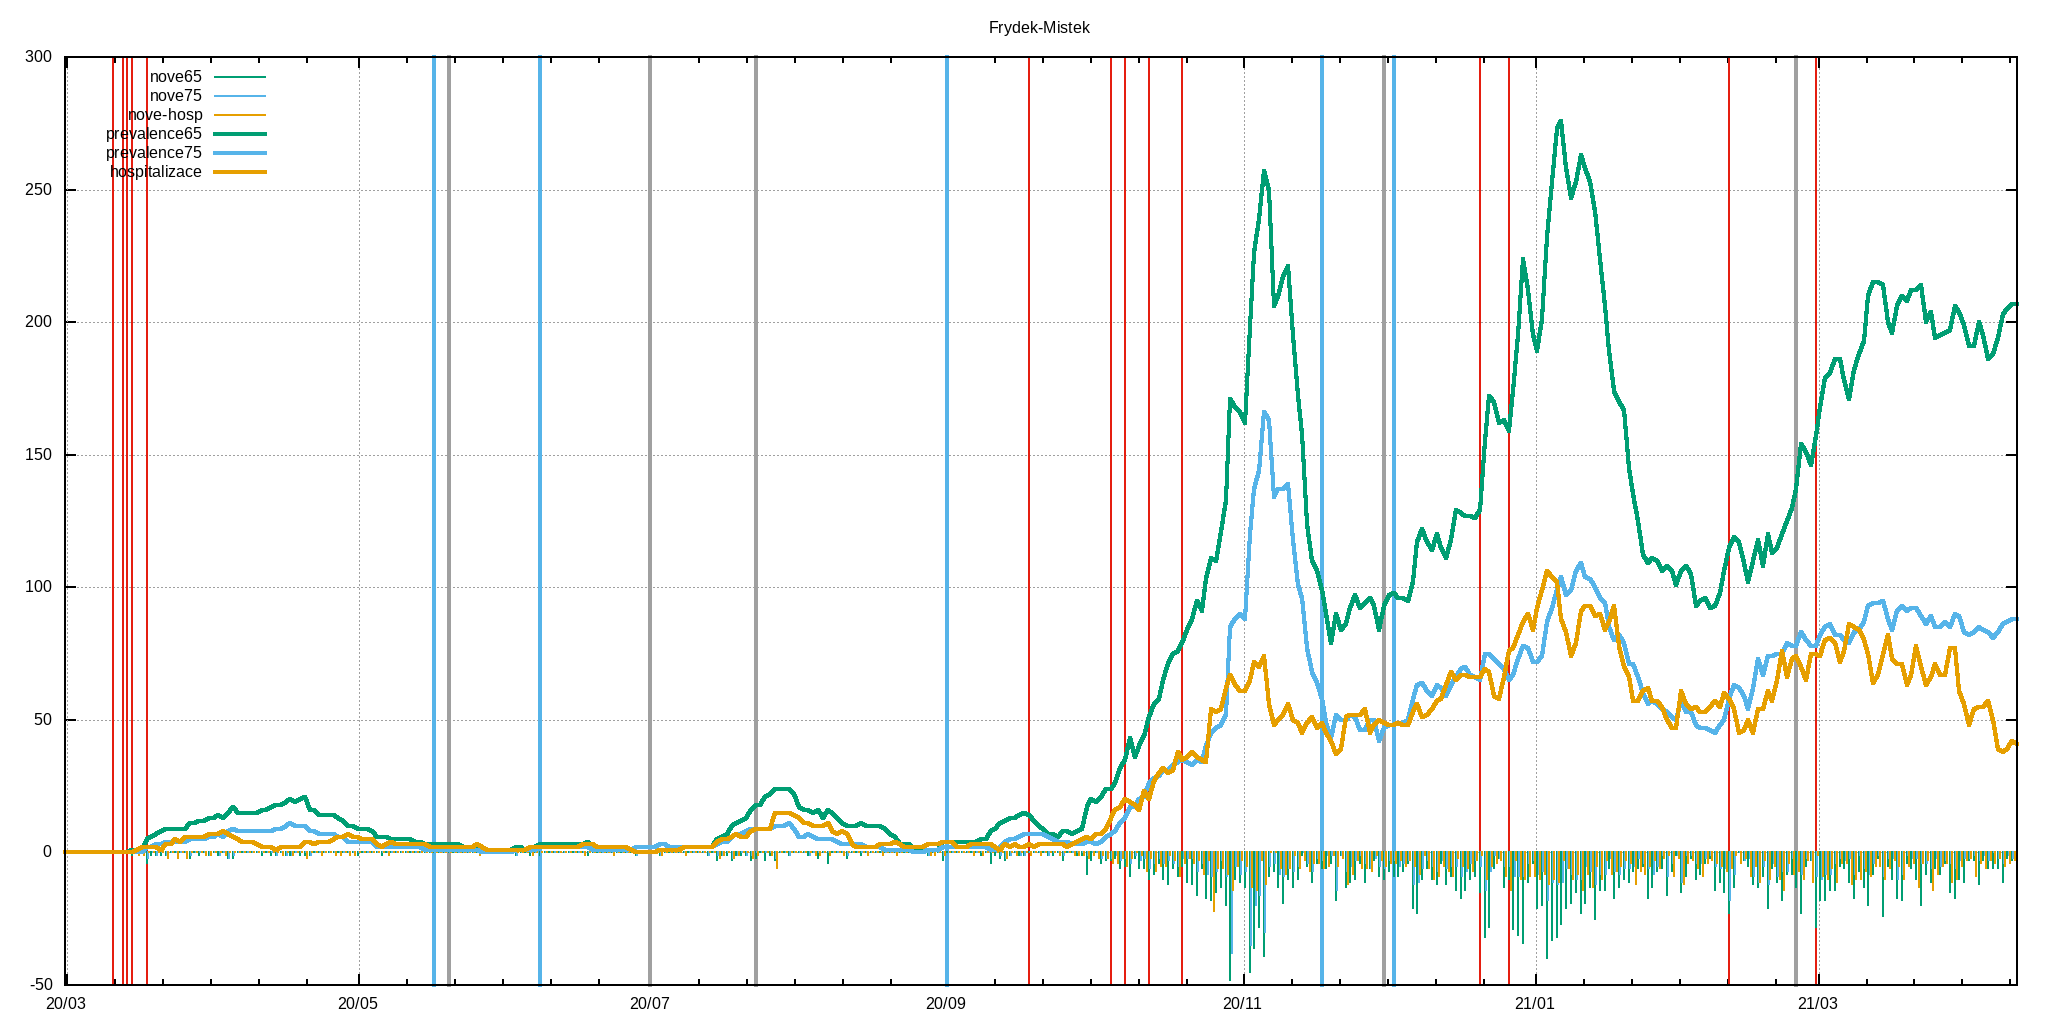 Frydek-Mistek
300
nove65
nove75
nove-hosp
prevalence65
prevalence75
hospitalizace
250
200
150
100
50
0
-50
20/03 20/05 20/07 20/09 20/11 21/01 21/03